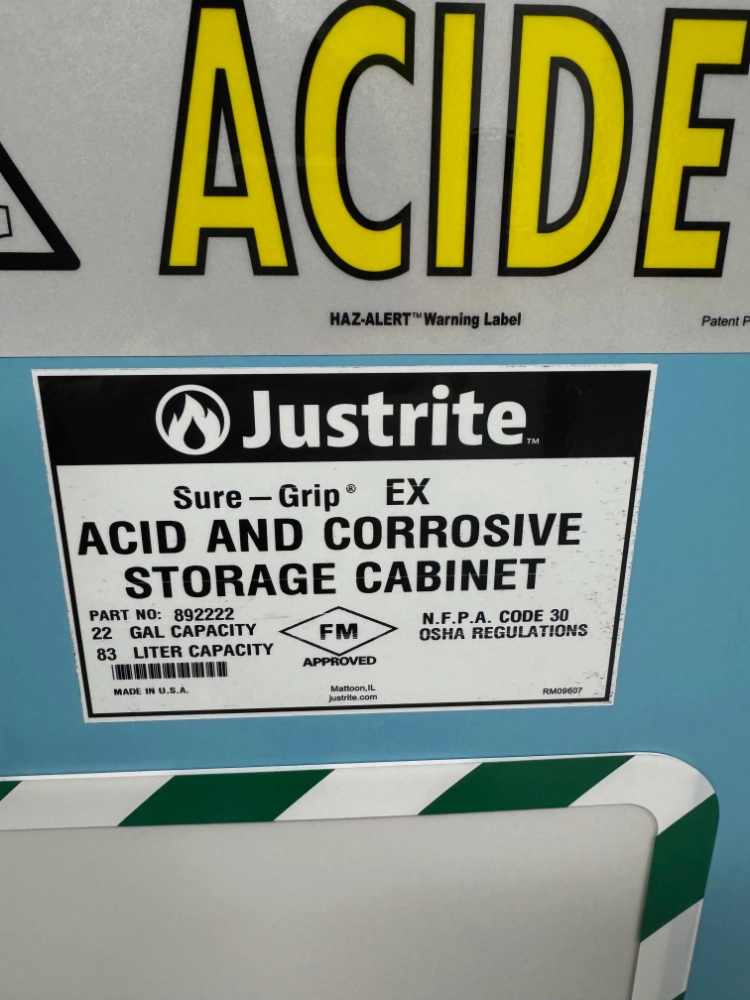 ACIDE
HAZ-ALERT™ Warning Label
Patent
Justrite™
Sure–Grip® EX
ACID AND CORROSIVE
STORAGE CABINET
PART NO: 892222
22 GAL CAPACITY
83 LITER CAPACITY
FM
APPROVED
N.F.P.A. CODE 30
OSHA REGULATIONS
MADE IN U.S.A.
Mattoon,IL
justrite.com
RM09607